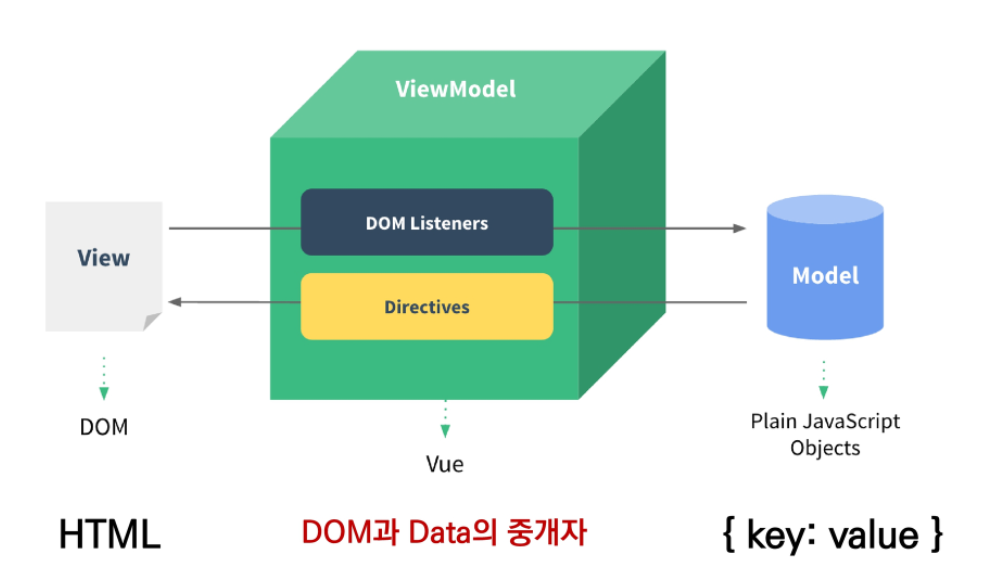 ViewModel
DOM Listeners
View
Model
Directives
DOM
Plain JavaScript
Objects
Vue
HTML
DOM과 Data의 중개자
{ key: value }